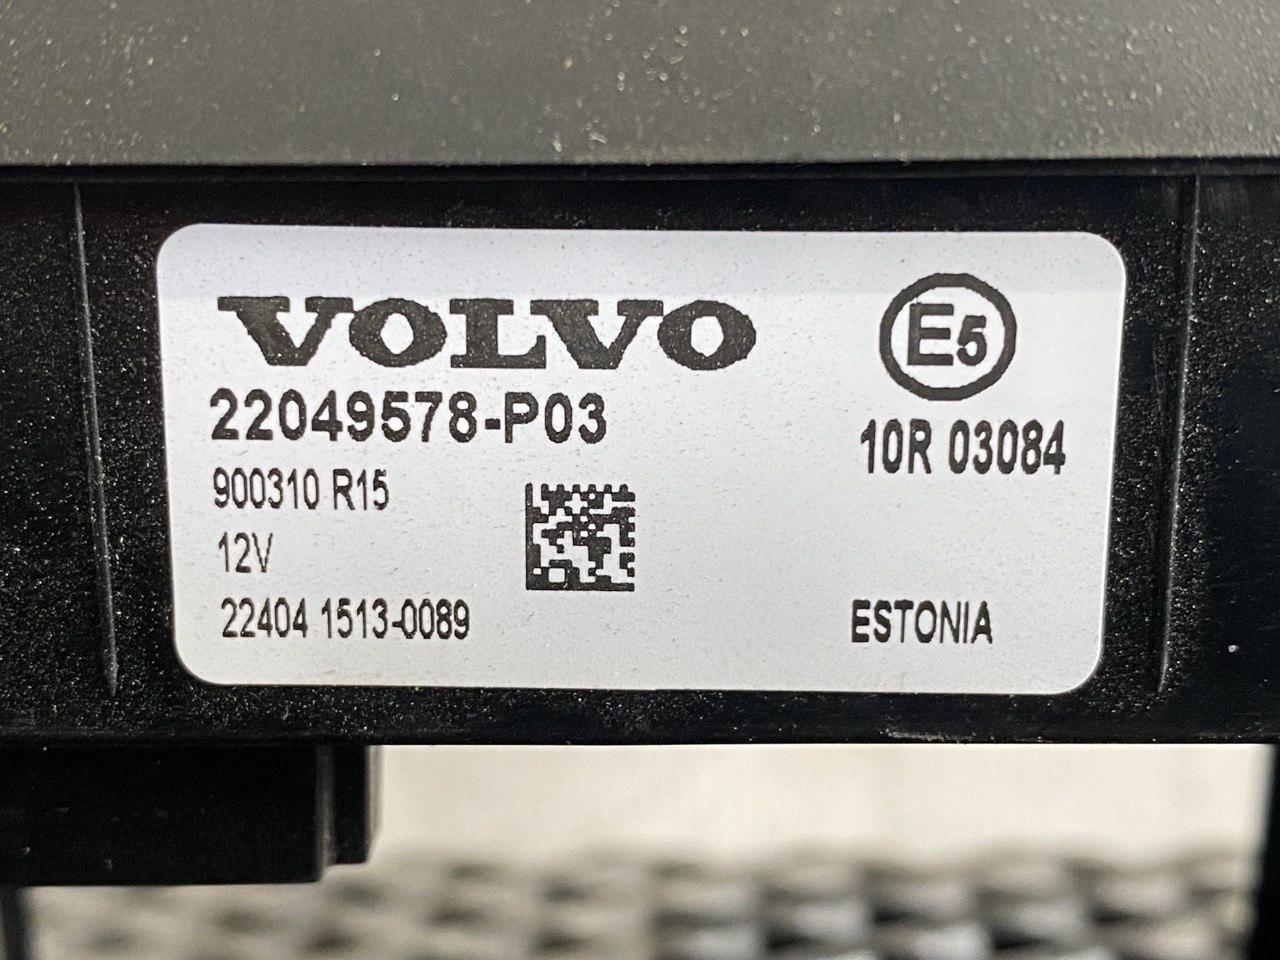 VOLVO
E5
22049578-P03
10R 03084
900310 R15
12V
22404 1513-0089
ESTONIA